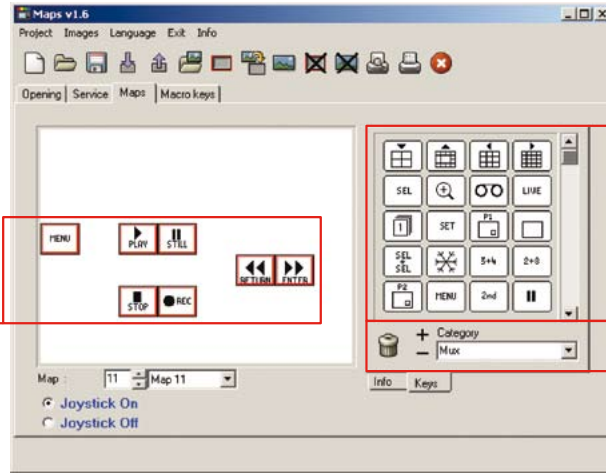 Maps v1.6
Project Images Language Exit Info
Opening Service Maps Macro keys
MENU
PLAY STILL
RETURN ENTER
STOP REC
SEL LIVE
1 SET P1
SEL + SEL 3+4 2+3
P2 MENU 2nd
+ Category
− Mux
Map : 11 Map 11
Info Keys
Joystick On
Joystick Off